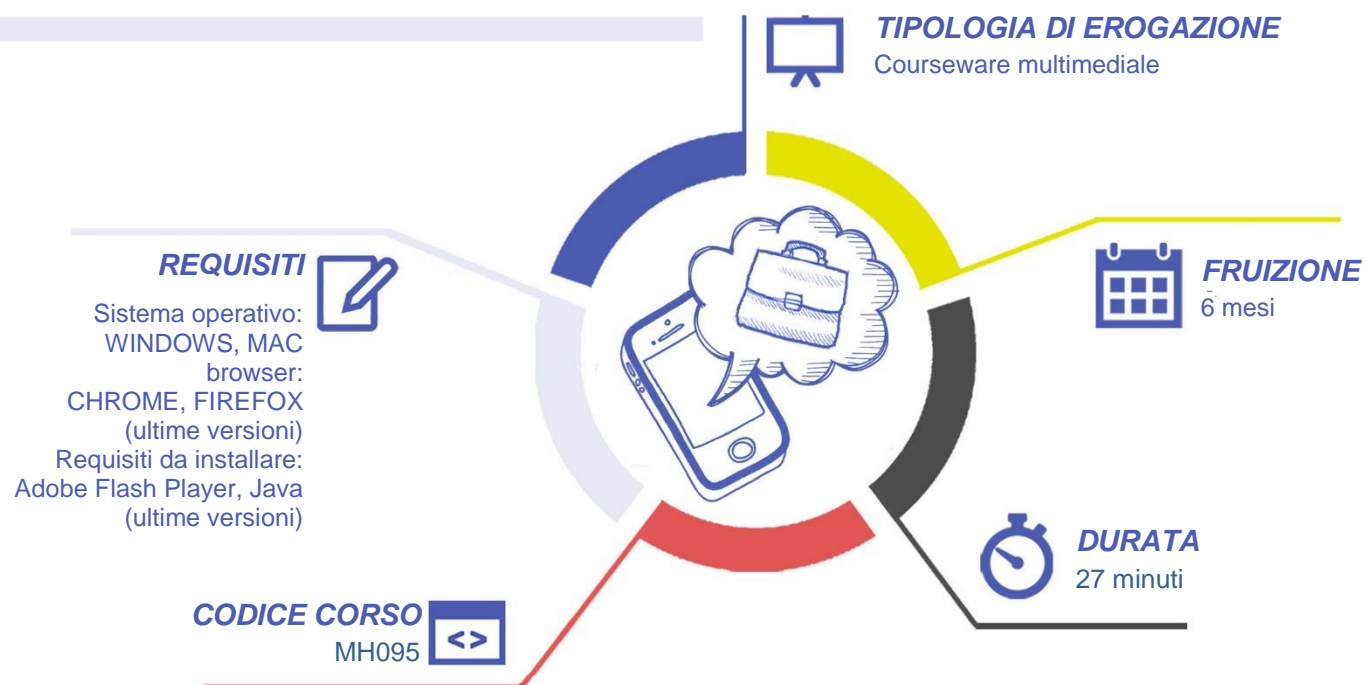 TIPOLOGIA DI EROGAZIONE
Courseware multimediale
REQUISITI
Sistema operativo:
WINDOWS, MAC
browser:
CHROME, FIREFOX
(ultime versioni)
Requisiti da installare:
Adobe Flash Player, Java
(ultime versioni)
FRUIZIONE
6 mesi
DURATA
27 minuti
CODICE CORSO
MH095
<>